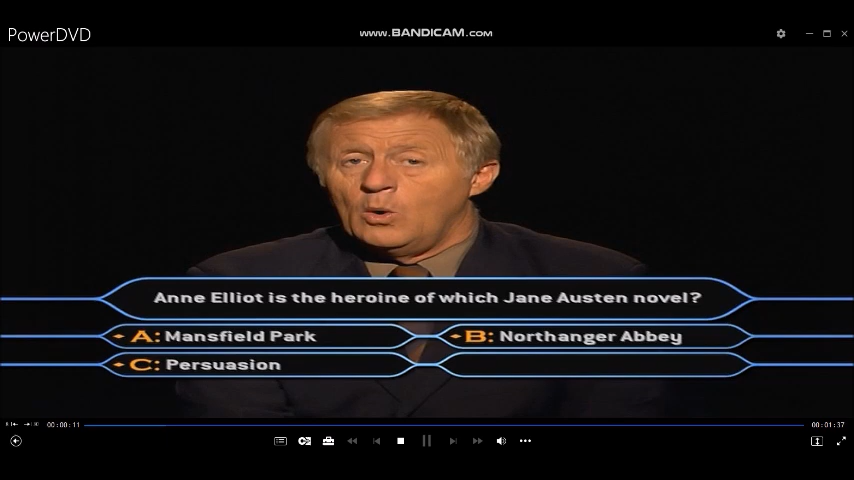 PowerDVD
www.BANDICAM.com
Anne Elliot is the heroine of which Jane Austen novel?
A: Mansfield Park
B: Northanger Abbey
C: Persuasion
00:00:11
00:01:37